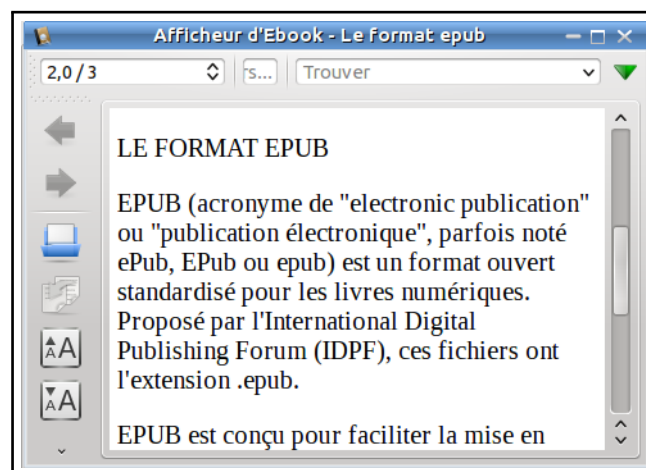 Afficheur d'Ebook - Le format epub
2,0 / 3
Trouver
LE FORMAT EPUB
EPUB (acronyme de "electronic publication"
ou "publication électronique", parfois noté
ePub, EPub ou epub) est un format ouvert
standardisé pour les livres numériques.
Proposé par l'International Digital
Publishing Forum (IDPF), ces fichiers ont
l'extension .epub.
EPUB est conçu pour faciliter la mise en